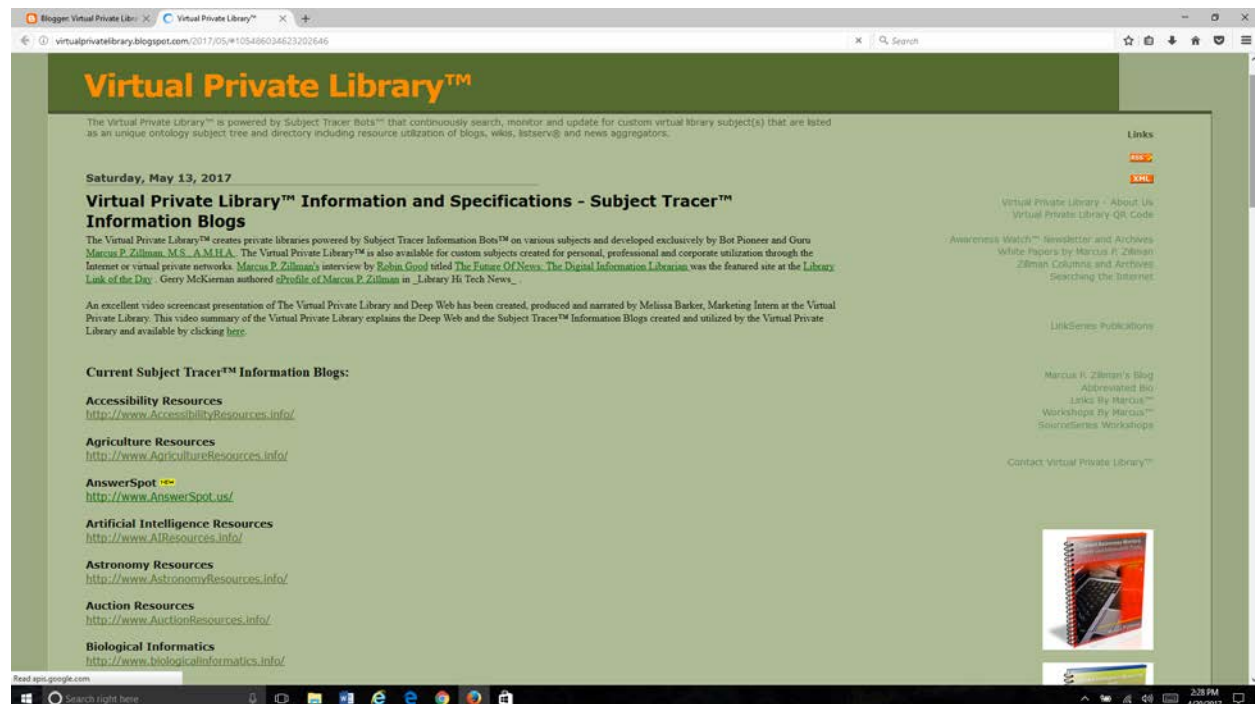 Blogger: Virtual Private Libr
Virtual Private Library™
virtualprivatelibrary.blogspot.com/2017/05/#105486034623202646
Search
Virtual Private Library™
The Virtual Private Library™ is powered by Subject Tracer Bots™ that continuously search, monitor and update for custom virtual library subject(s) that are listed
as an unique ontology subject tree and directory including resource utilization of blogs, wikis, listserv® and news aggregators.
Saturday, May 13, 2017
Virtual Private Library™ Information and Specifications - Subject Tracer™
Information Blogs
The Virtual Private Library™ creates private libraries powered by Subject Tracer Information Bots™ on various subjects and developed exclusively by Bot Pioneer and Guru
Marcus P. Zillman, M.S., A.M.H.A. The Virtual Private Library™ is also available for custom subjects created for personal, professional and corporate utilization through the
Internet or virtual private networks. Marcus P. Zillman's interview by Robin Good titled The Future Of News: The Digital Information Librarian was the featured site at the Library
Link of the Day . Gerry McKiernan authored eProfile of Marcus P. Zillman in _Library Hi Tech News_ .
An excellent video screencast presentation of The Virtual Private Library and Deep Web has been created, produced and narrated by Melissa Barker, Marketing Intern at the Virtual
Private Library. This video summary of the Virtual Private Library explains the Deep Web and the Subject Tracer™ Information Blogs created and utilized by the Virtual Private
Library and available by clicking here.
Current Subject Tracer™ Information Blogs:
Accessibility Resources
http://www.AccessibilityResources.info/
Agriculture Resources
http://www.AgricultureResources.info/
AnswerSpot NEW
http://www.AnswerSpot.us/
Artificial Intelligence Resources
http://www.AIResources.info/
Astronomy Resources
http://www.AstronomyResources.info/
Auction Resources
http://www.AuctionResources.info/
Biological Informatics
http://www.biologicalinformatics.info/
Links
RSS
XML
Virtual Private Library - About Us
Virtual Private Library QR Code
Awareness Watch™ Newsletter and Archives
White Papers by Marcus P. Zillman
Zillman Columns and Archives
Searching the Internet
LinkSeries Publications
Marcus P. Zillman's Blog
Abbreviated Bio
Links By Marcus™
Workshops By Marcus™
SourceSeries Workshops
Contact Virtual Private Library™
Read apis.google.com
Search right here
2:28 PM
4/20/2017